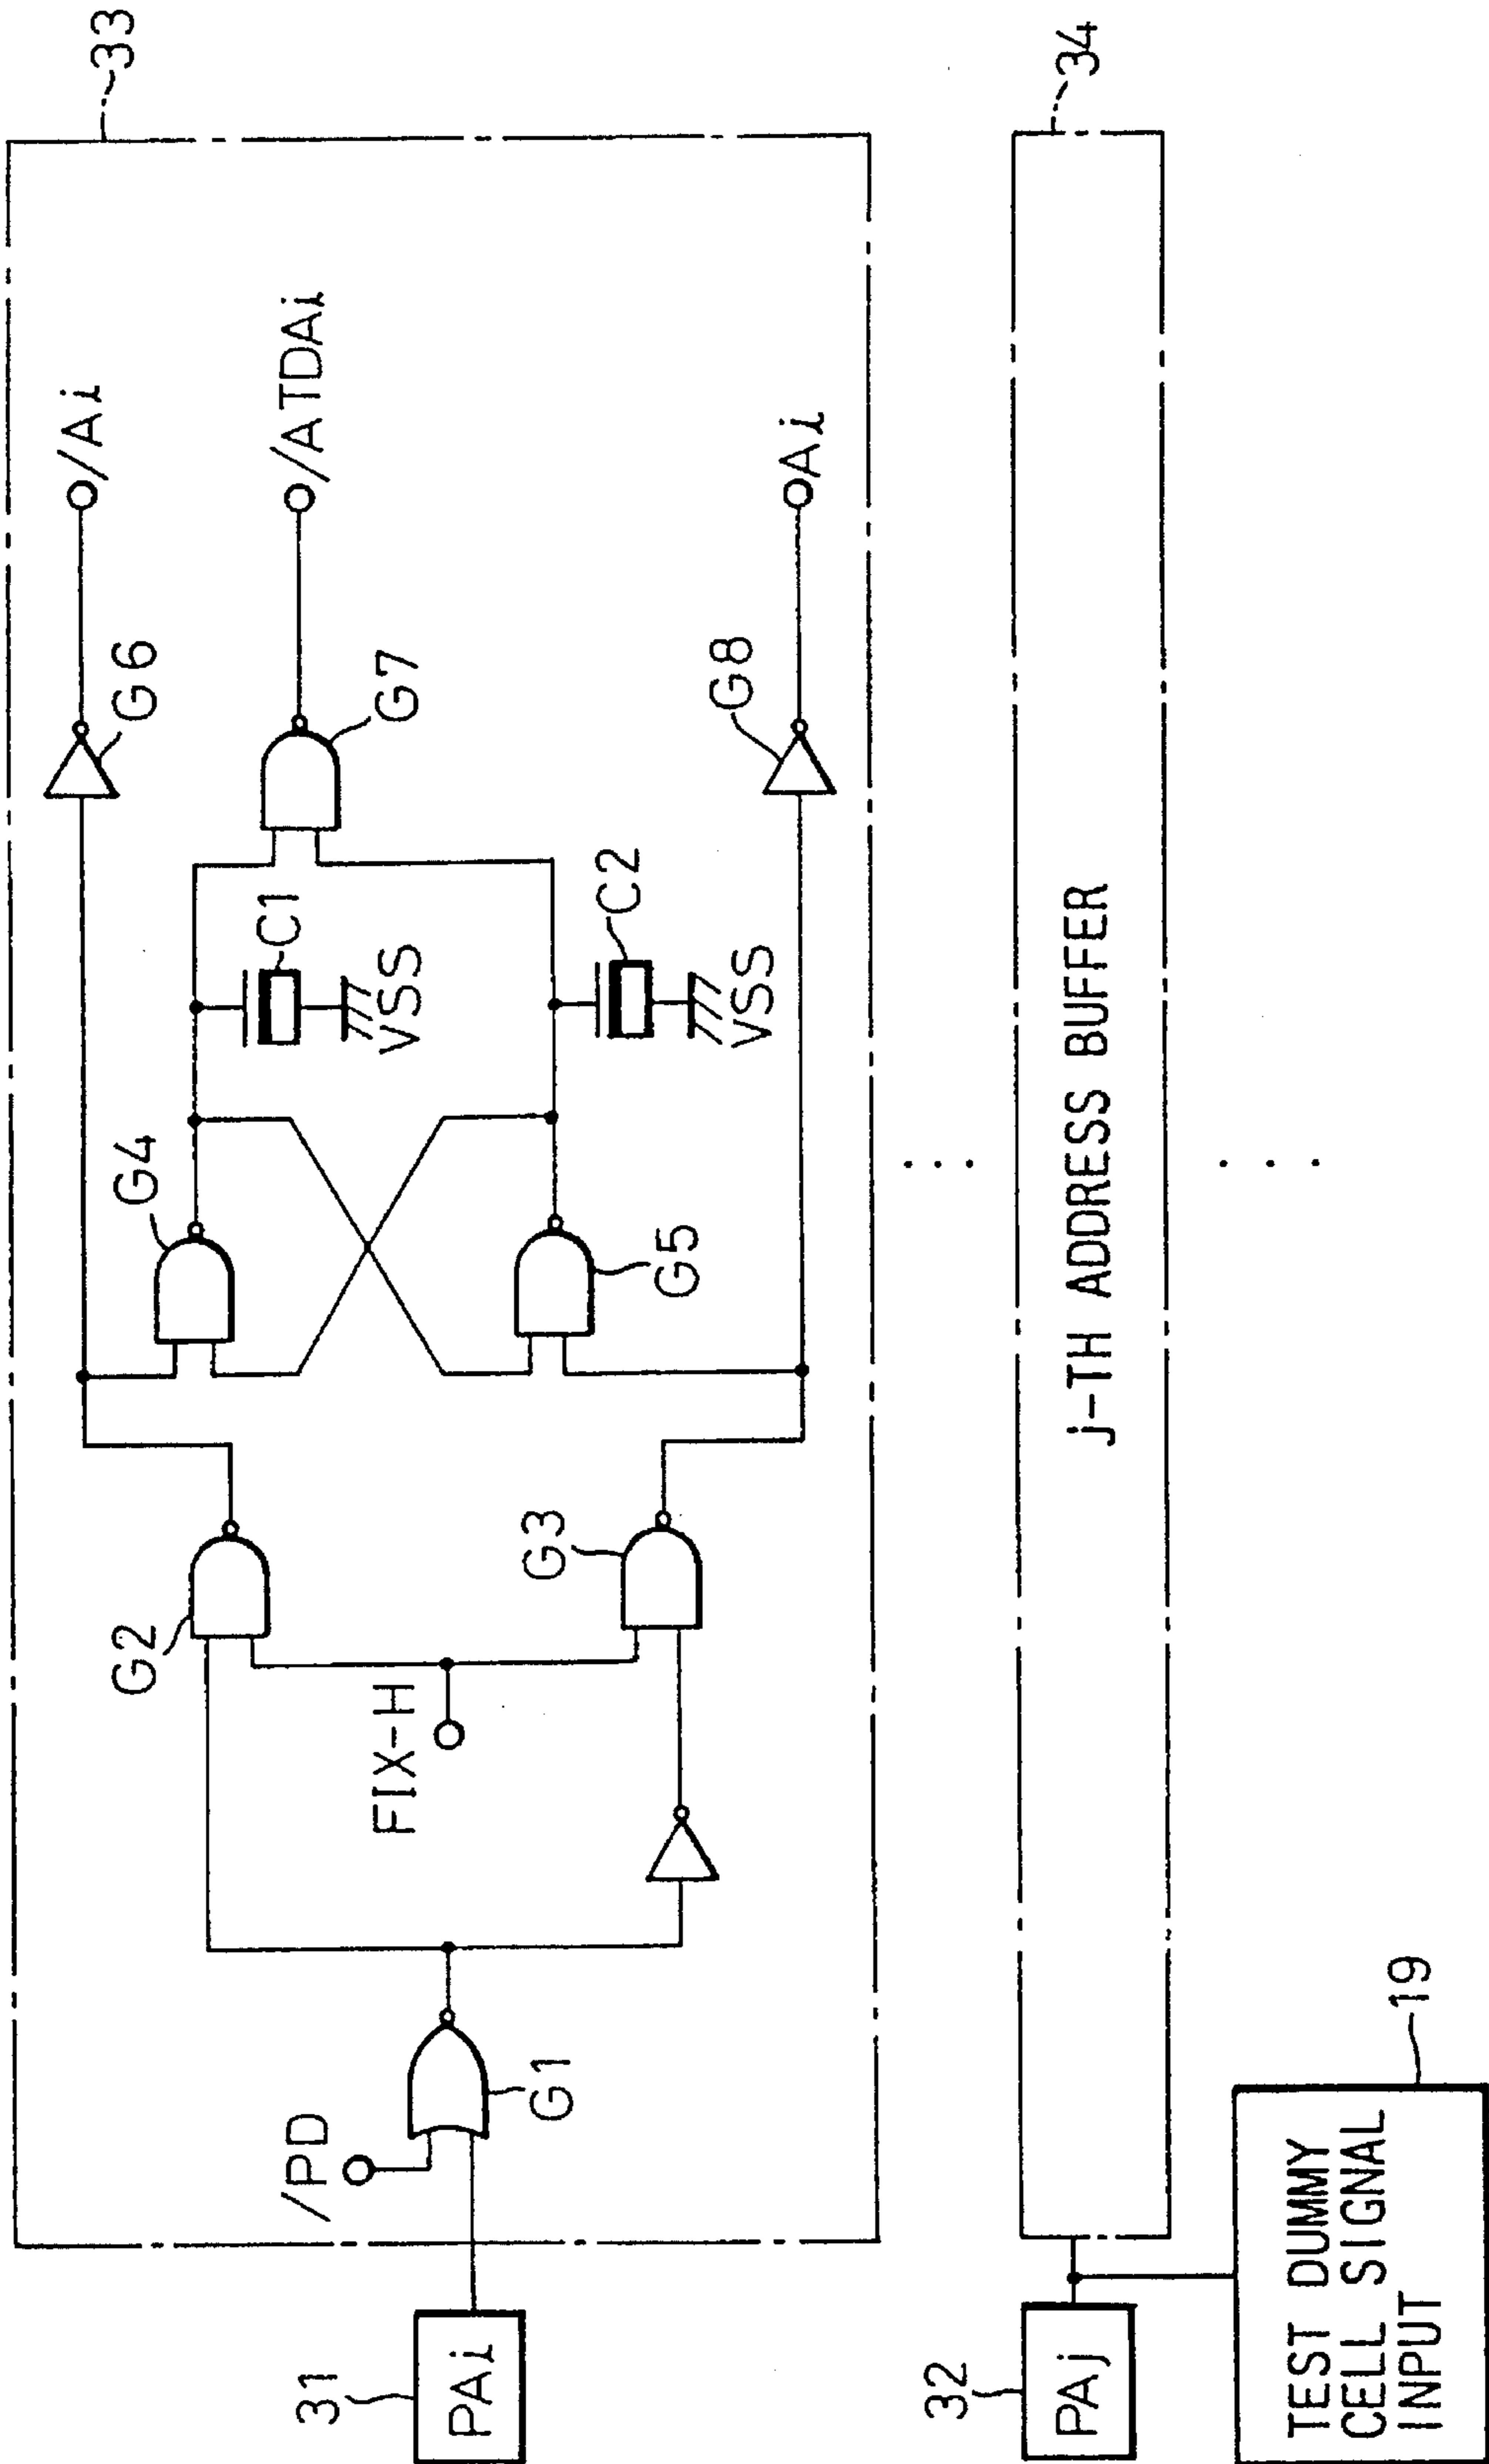 33
/Ai
G6
/ATDAi
G7
C1
VSS
G4
C2
VSS
G8
Ai
G5
G2
G3
FIX-H
/PD
G1
31
PAi
34
j-TH ADDRESS BUFFER
32
PAj
19
TEST DUMMY
CELL SIGNAL
INPUT